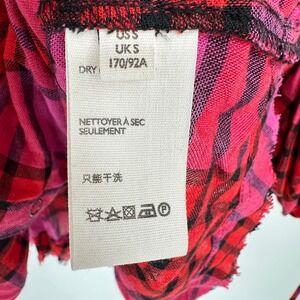 US S
UK S
170/92A
DRY
NETTOYER À SEC
SEULEMENT
只能干洗
P